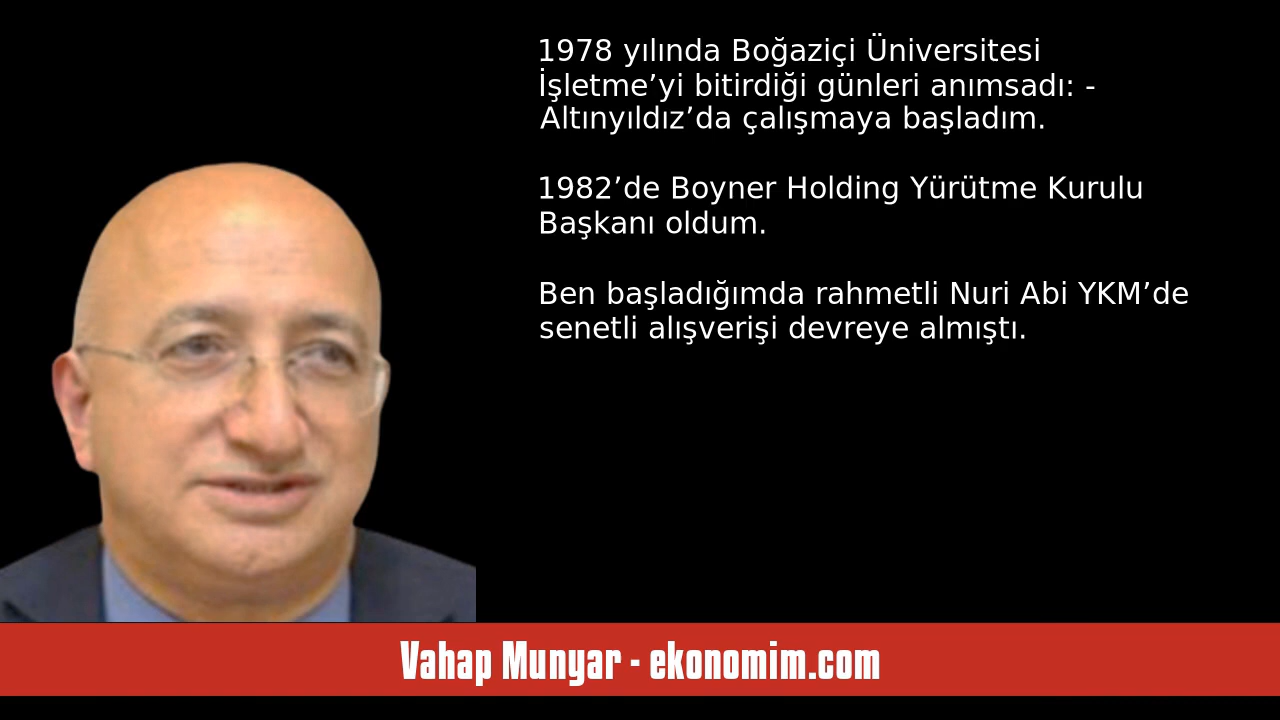 1978 yılında Boğaziçi Üniversitesi
İşletme’yi bitirdiği günleri anımsadı: -
Altınyıldız’da çalışmaya başladım.
1982’de Boyner Holding Yürütme Kurulu
Başkanı oldum.
Ben başladığımda rahmetli Nuri Abi YKM’de
senetli alışverişi devreye almıştı.
Vahap Munyar - ekonomim.com